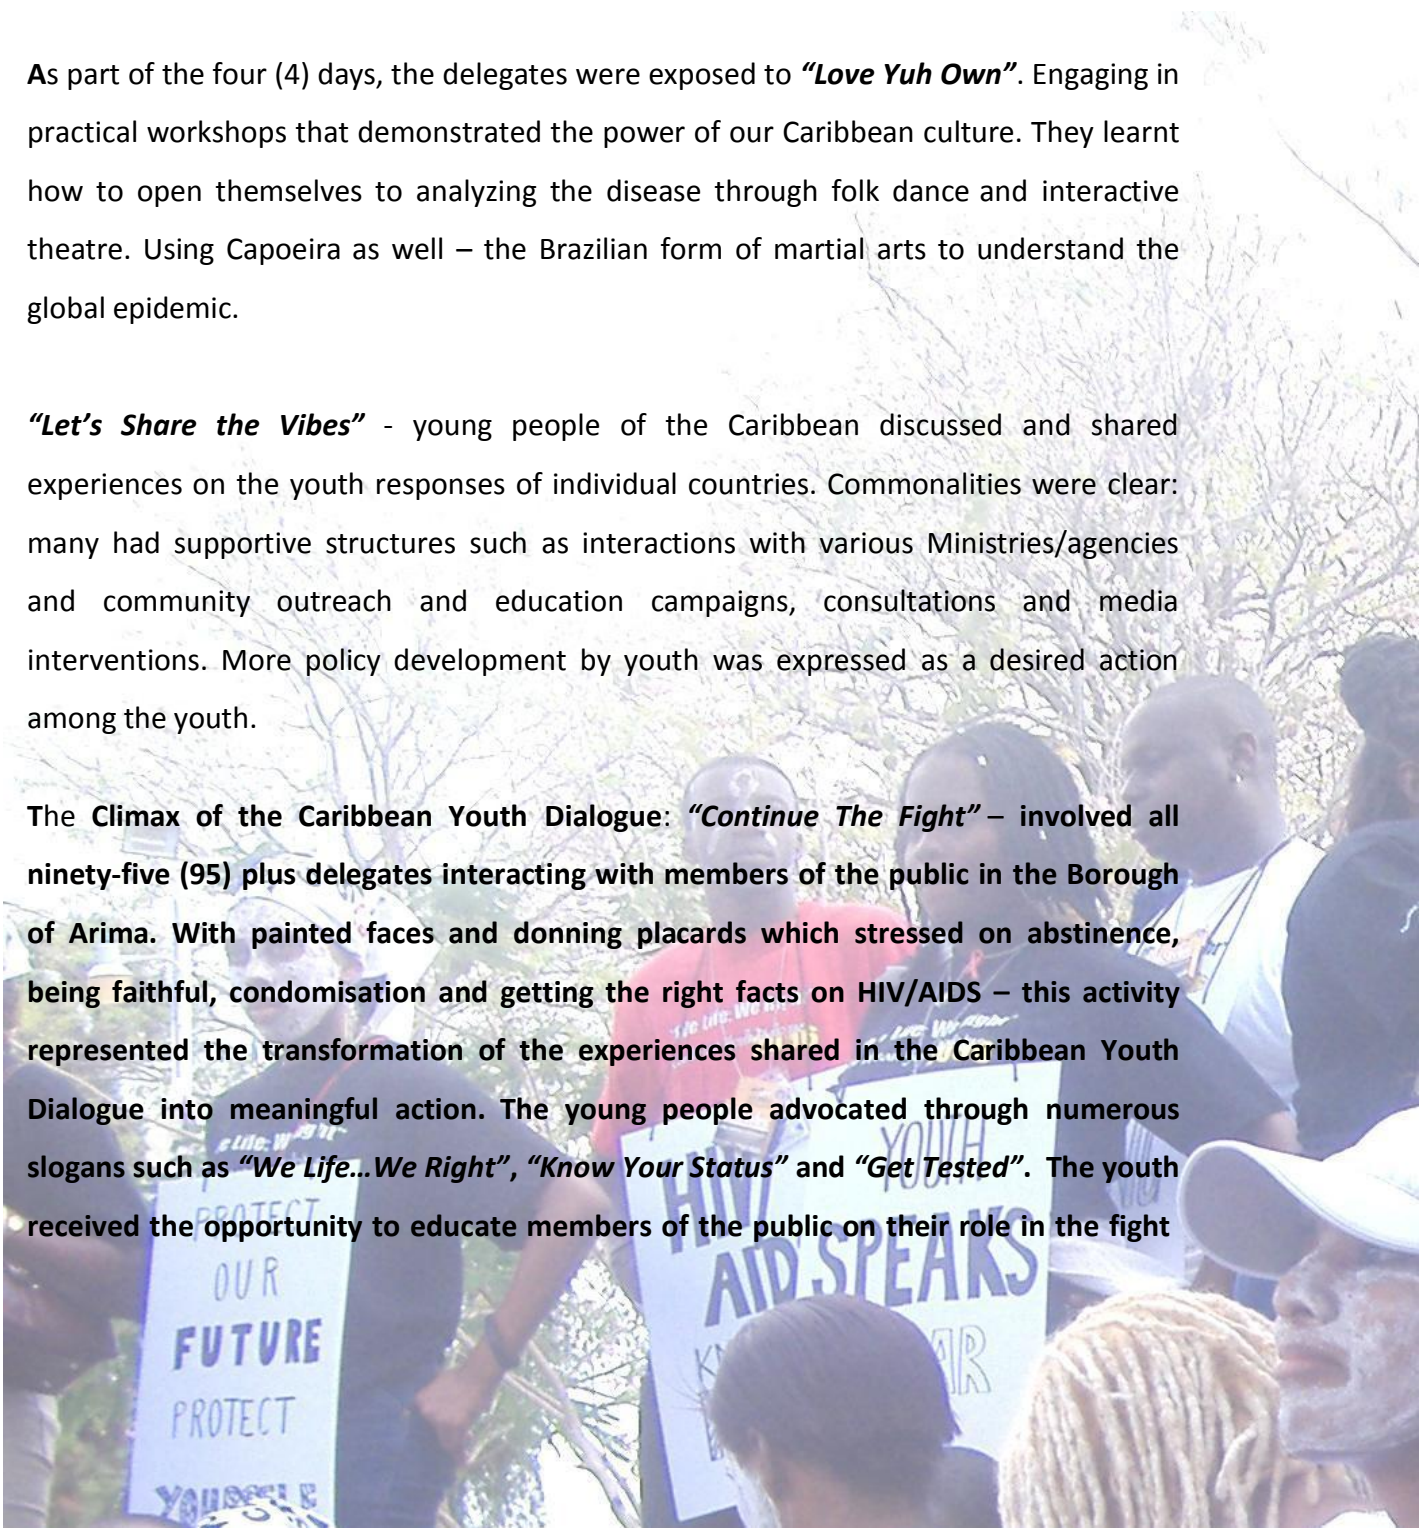 As part of the four (4) days, the delegates were exposed to “Love Yuh Own”. Engaging in
practical workshops that demonstrated the power of our Caribbean culture. They learnt
how to open themselves to analyzing the disease through folk dance and interactive
theatre. Using Capoeira as well – the Brazilian form of martial arts to understand the
global epidemic.
“Let’s Share the Vibes” - young people of the Caribbean discussed and shared
experiences on the youth responses of individual countries. Commonalities were clear:
many had supportive structures such as interactions with various Ministries/agencies
and community outreach and education campaigns, consultations and media
interventions. More policy development by youth was expressed as a desired action
among the youth.
The Climax of the Caribbean Youth Dialogue: “Continue The Fight” – involved all
ninety-five (95) plus delegates interacting with members of the public in the Borough
of Arima. With painted faces and donning placards which stressed on abstinence,
being faithful, condomisation and getting the right facts on HIV/AIDS – this activity
represented the transformation of the experiences shared in the Caribbean Youth
Dialogue into meaningful action. The young people advocated through numerous
slogans such as “We Life…We Right”, “Know Your Status” and “Get Tested”. The youth
received the opportunity to educate members of the public on their role in the fight
PROTECT
OUR
FUTURE
PROTECT
YOURSELF
HIV
YOUTH
SPEAKS